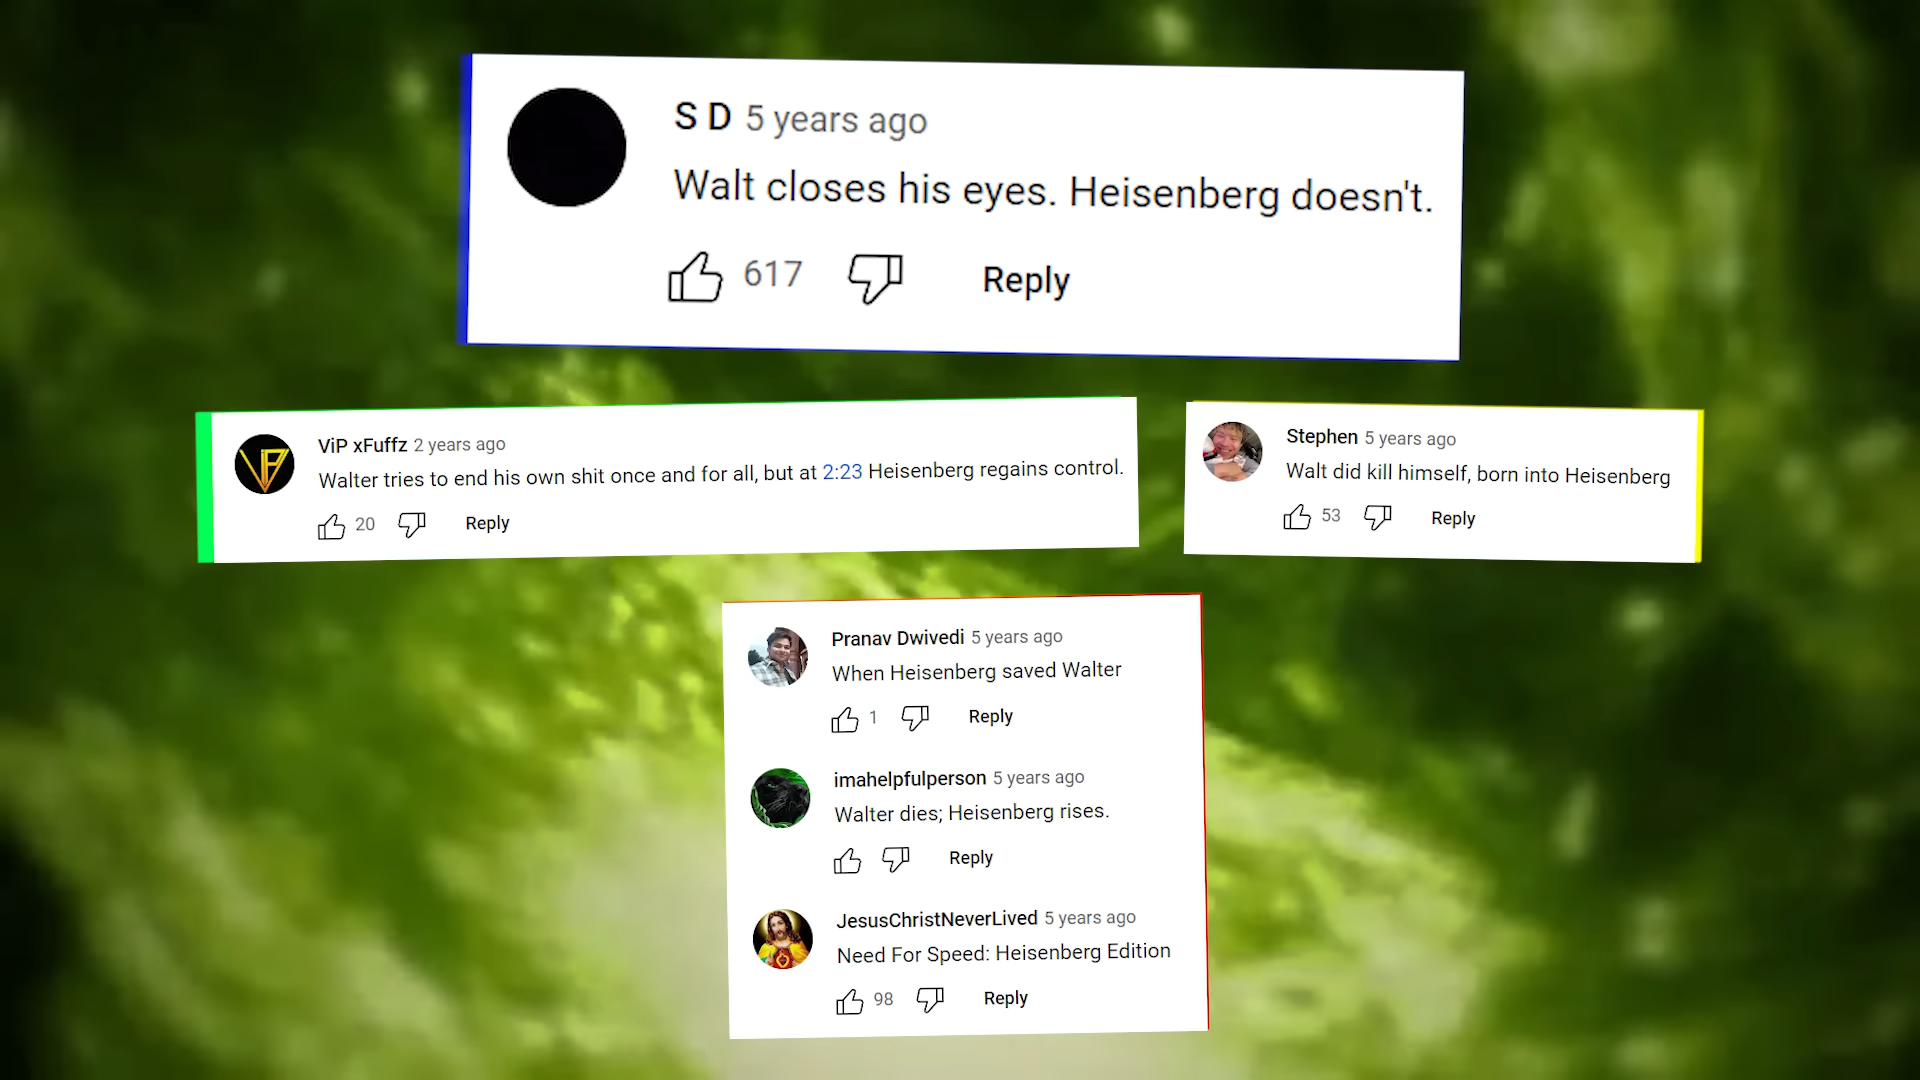 S D 5 years ago
Walt closes his eyes. Heisenberg doesn't.
617 Reply
ViP xFuffz 2 years ago
Walter tries to end his own shit once and for all, but at 2:23 Heisenberg regains control.
20 Reply
Stephen 5 years ago
Walt did kill himself, born into Heisenberg
53 Reply
Pranav Dwivedi 5 years ago
When Heisenberg saved Walter
1 Reply
imahelpfulperson 5 years ago
Walter dies; Heisenberg rises.
Reply
JesusChristNeverLived 5 years ago
Need For Speed: Heisenberg Edition
98 Reply